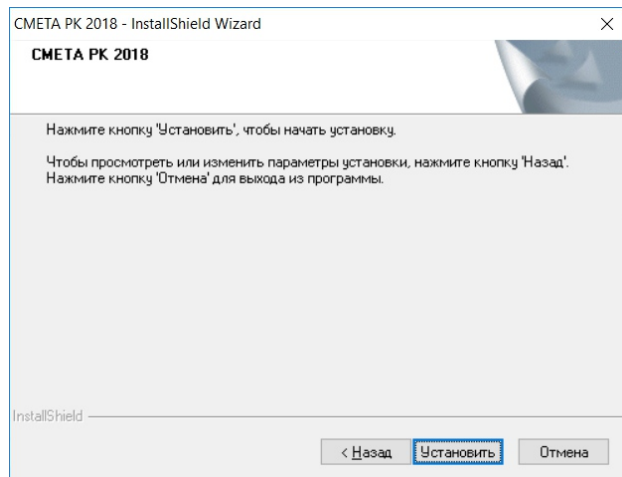 СМЕТА РК 2018 - InstallShield Wizard
СМЕТА РК 2018
Нажмите кнопку 'Установить', чтобы начать установку.
Чтобы просмотреть или изменить параметры установки, нажмите кнопку 'Назад'.
Нажмите кнопку 'Отмена' для выхода из программы.
InstallShield
< Назад Установить Отмена